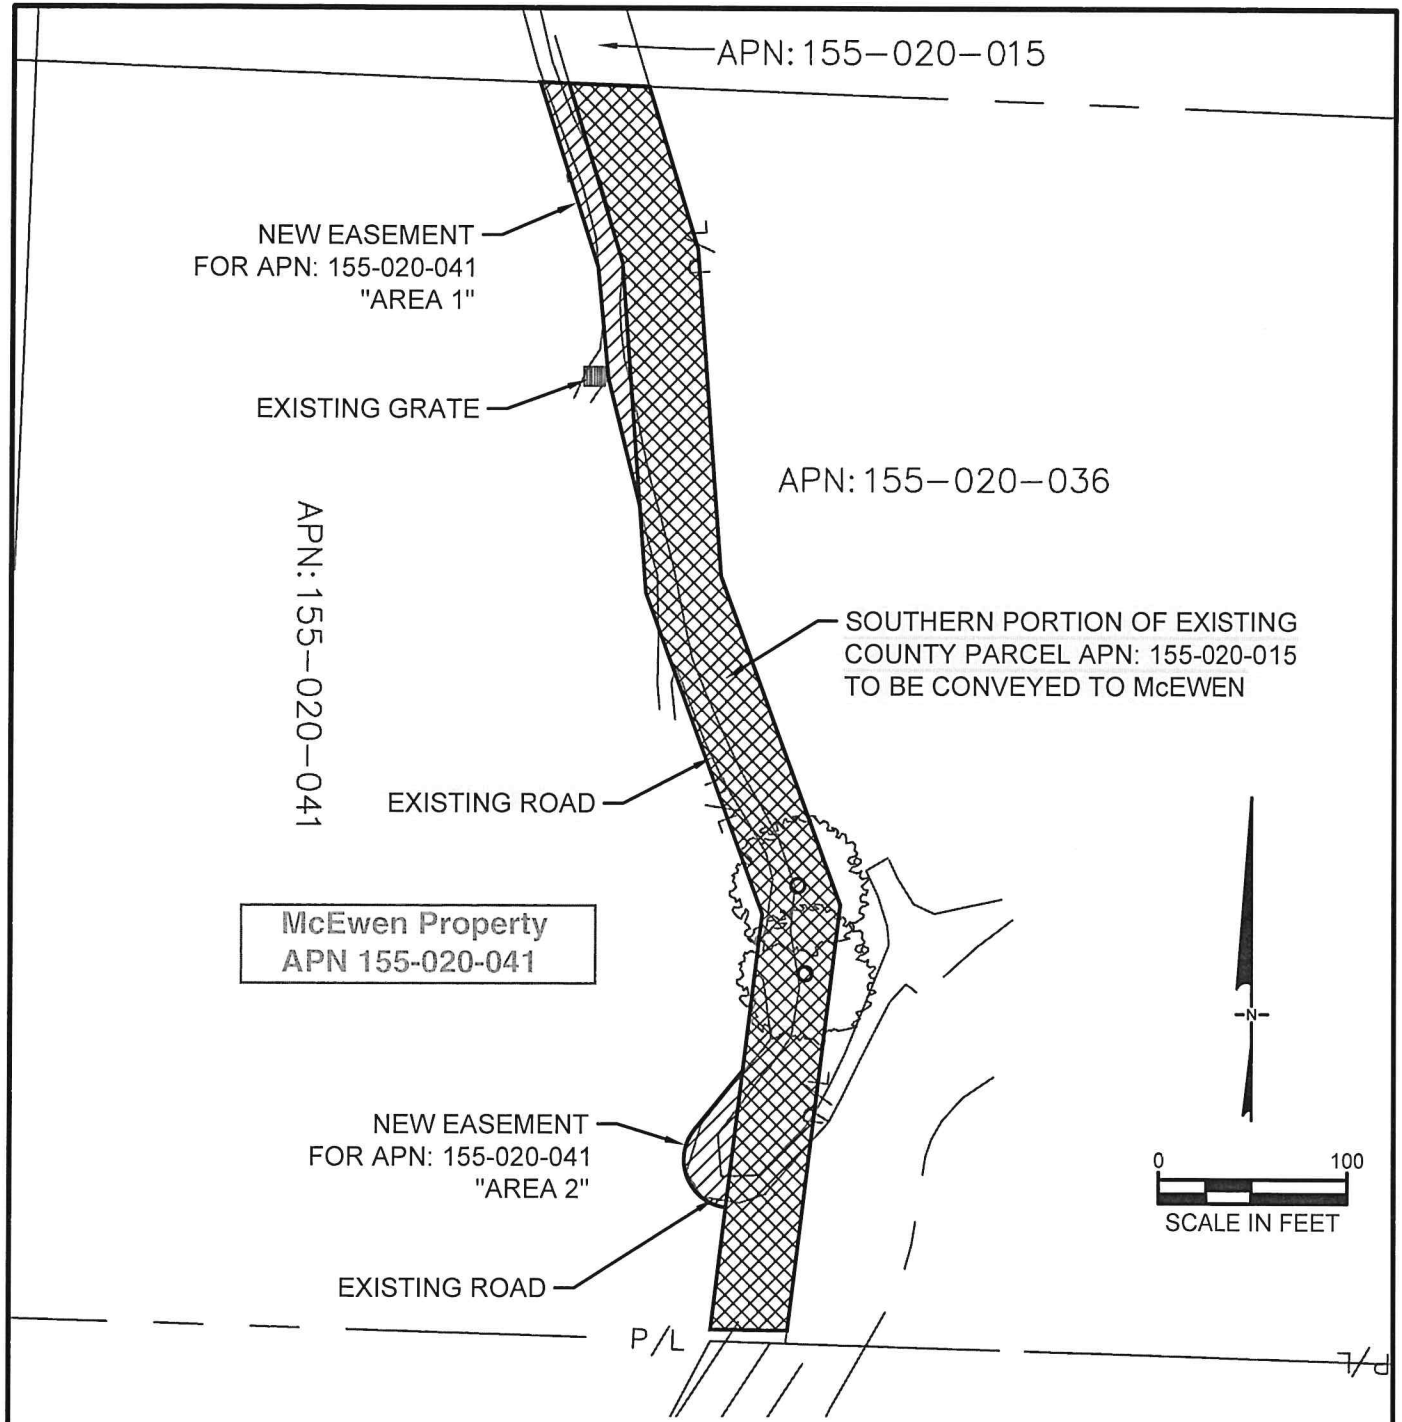 APN: 155-020-015
NEW EASEMENT
FOR APN: 155-020-041
"AREA 1"
EXISTING GRATE
APN: 155-020-036
APN: 155-020-041
SOUTHERN PORTION OF EXISTING
COUNTY PARCEL APN: 155-020-015
TO BE CONVEYED TO McEWEN
EXISTING ROAD
McEwen Property
APN 155-020-041
N
NEW EASEMENT
FOR APN: 155-020-041
"AREA 2"
0 100
SCALE IN FEET
EXISTING ROAD
P/L
P/L